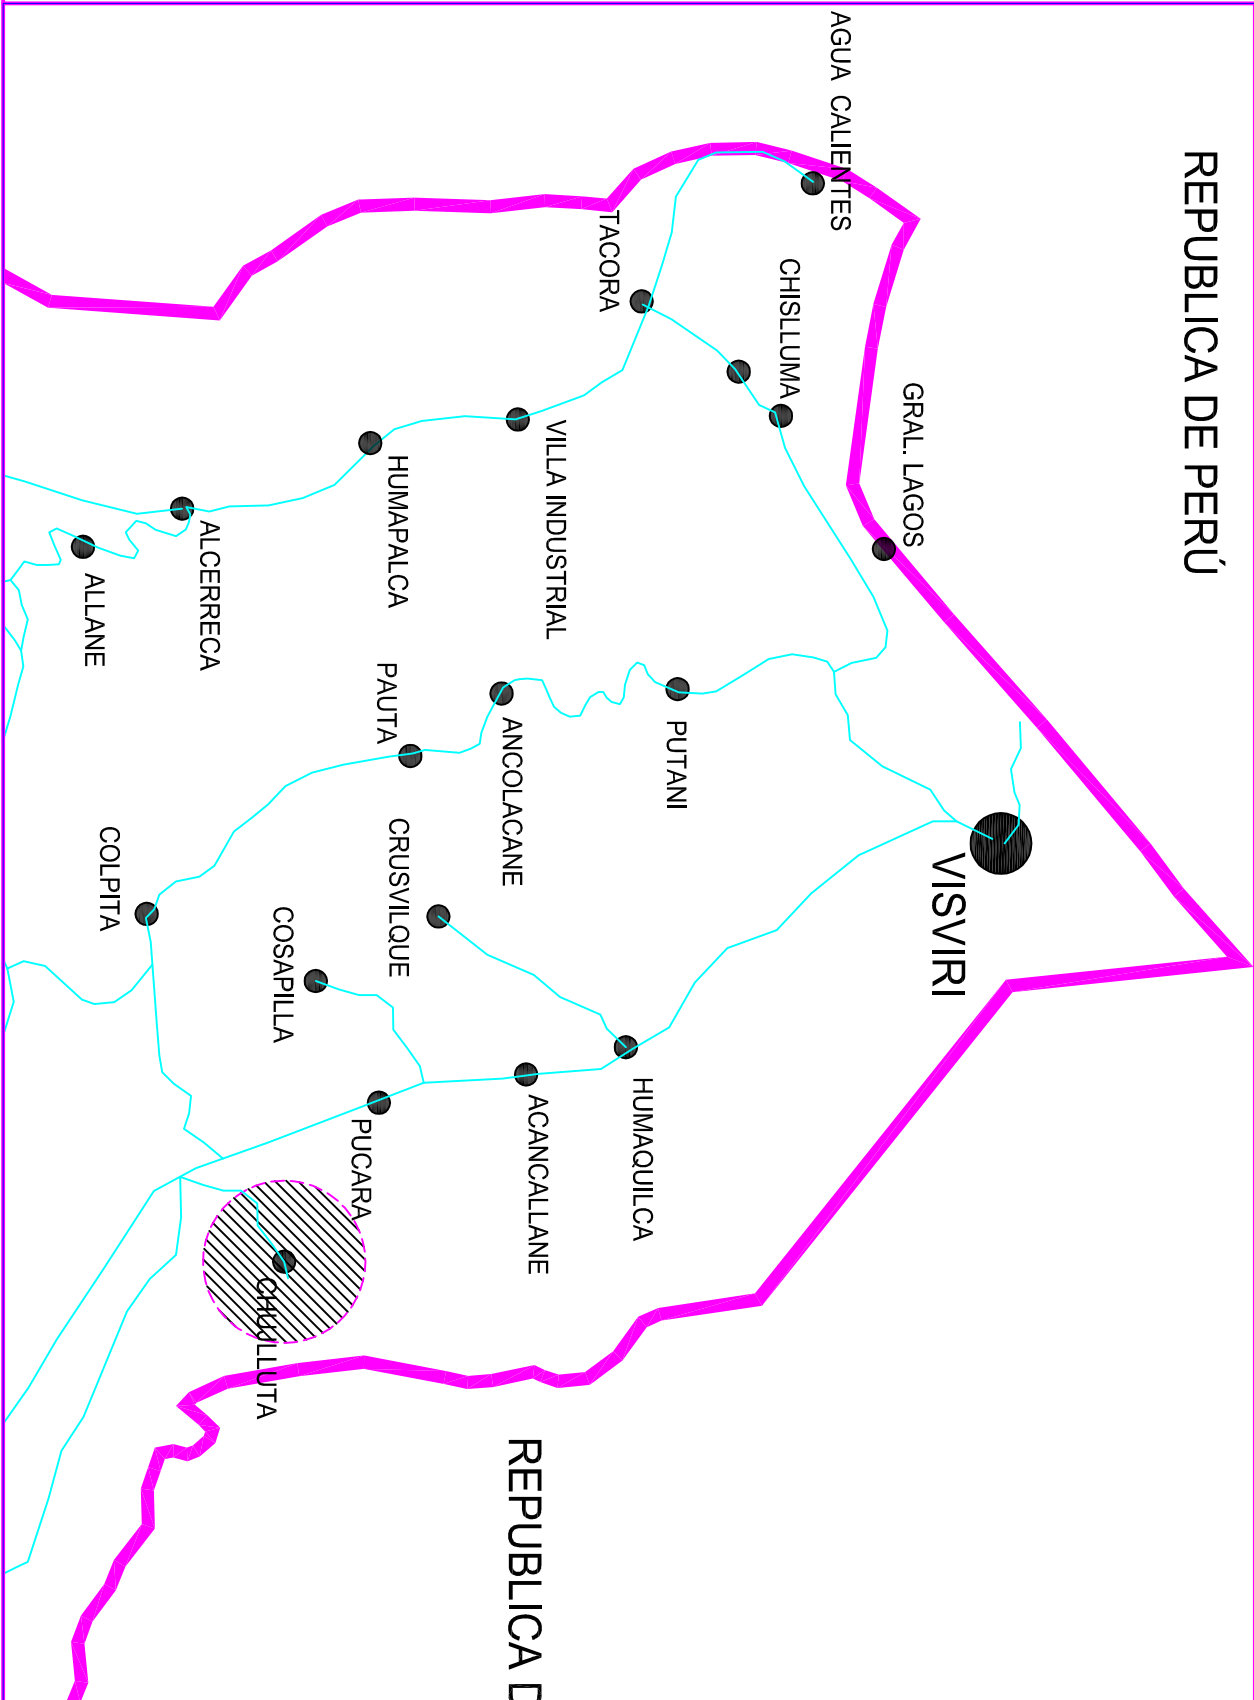 REPUBLICA DE PERÚ
GRAL. LAGOS
VISVIRI
AGUA CALIENTES
CHISLLUMA
PUTANI
HUMAQUILCA
TACORA
VILLA INDUSTRIAL
ANCOLACANE
ACANCALLANE
REPUBLICA D
HUMAPALCA
PAUTA
CRUSVILQUE
PUCARA
COSAPILLA
CHUJLLUTA
ALCERRECA
COLPITA
ALLANE